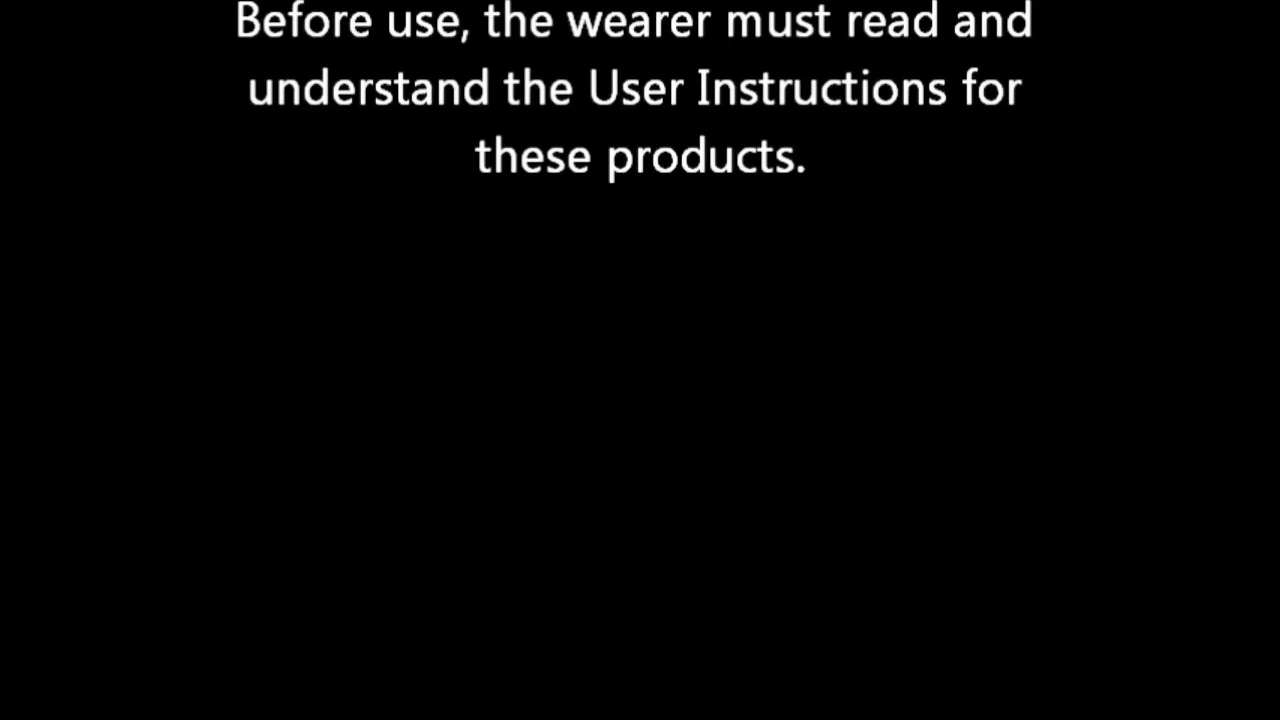 Before use, the wearer must read and
understand the User Instructions for
these products.